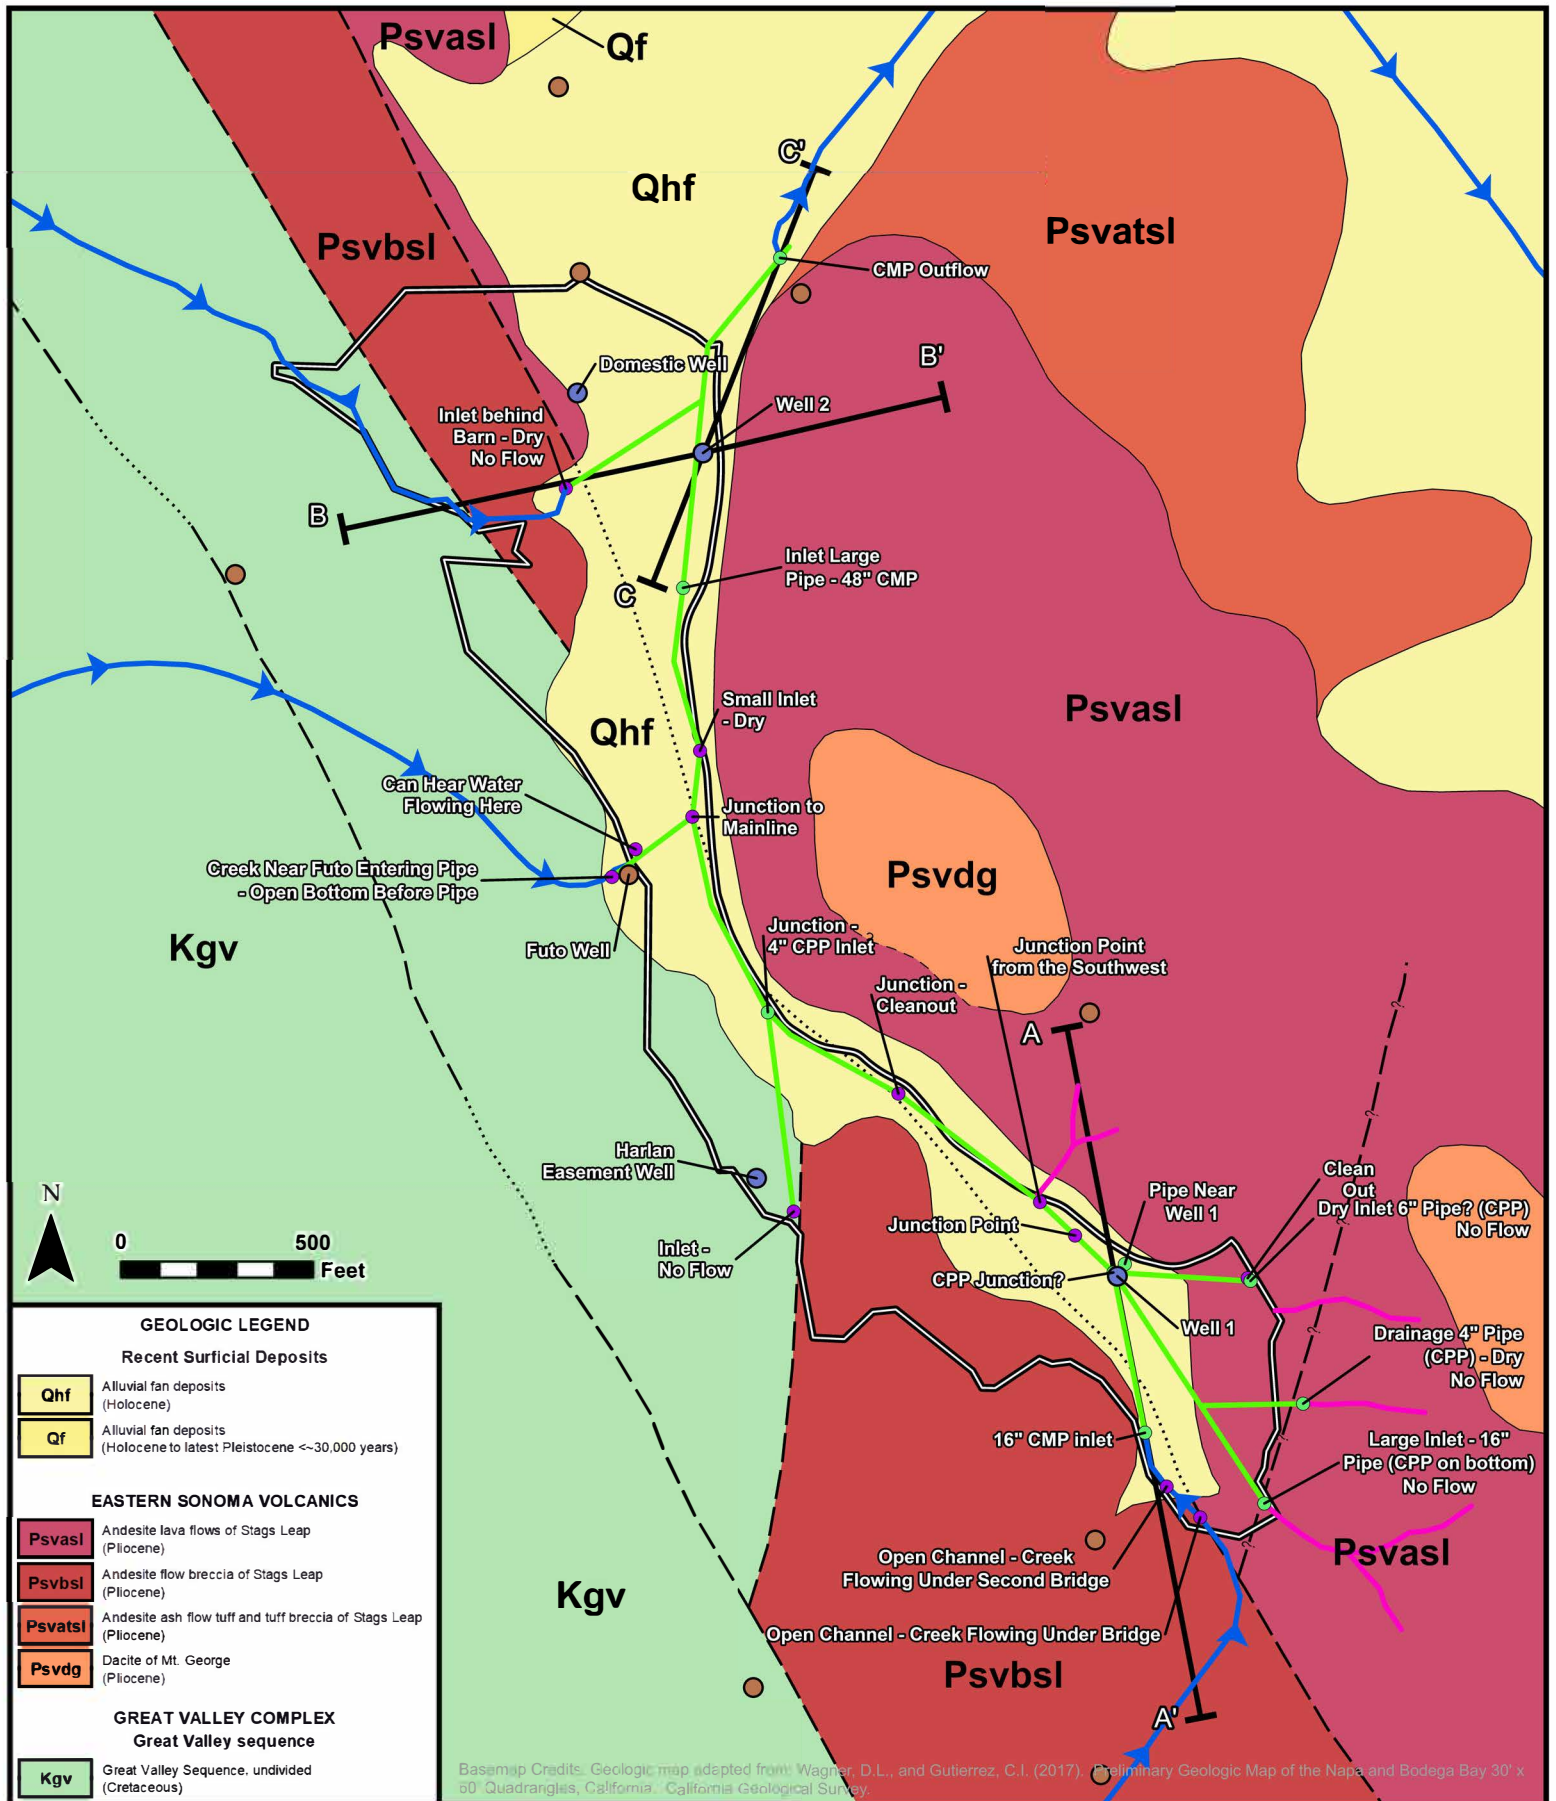 Psvasl
Qf
C'
Qhf
Psvatsl
Psvbsl
CMP Outflow
B'
Domestic Well
Well 2
Inlet behind
Barn - Dry
No Flow
B
Inlet Large
Pipe - 48" CMP
C
Small Inlet
- Dry
Psvasl
Qhf
Can Hear Water
Flowing Here
Junction to
Mainline
Creek Near Futo Entering Pipe
- Open Bottom Before Pipe
Psvdg
Kgv
Futo Well
Junction -
4" CPP Inlet
?
Junction Point
from the Southwest
Junction -
Cleanout
A
?
?
Harlan
Easement Well
N
0 500
Feet
Inlet -
No Flow
Junction Point
Pipe Near
Well 1
Clean
Out
Dry Inlet 6" Pipe? (CPP)
No Flow
?
CPP Junction?
Well 1
?
Drainage 4" Pipe
(CPP) - Dry
No Flow
16" CMP inlet
?
Large Inlet - 16"
Pipe (CPP on bottom)
No Flow
?
Psvasl
Open Channel - Creek
Flowing Under Second Bridge
Kgv
Open Channel - Creek Flowing Under Bridge
Psvbsl
A'
GEOLOGIC LEGEND
Recent Surficial Deposits
Qhf Alluvial fan deposits
(Holocene)
Qf Alluvial fan deposits
(Holocene to latest Pleistocene <~30,000 years)
EASTERN SONOMA VOLCANICS
Psvasl Andesite lava flows of Stags Leap
(Pliocene)
Psvbsl Andesite flow breccia of Stags Leap
(Pliocene)
Psvatsl Andesite ash flow tuff and tuff breccia of Stags Leap
(Pliocene)
Psvdg Dacite of Mt. George
(Pliocene)
GREAT VALLEY COMPLEX
Great Valley sequence
Kgv Great Valley Sequence. undivided
(Cretaceous)
Basemap Credits. Geologic map adapted from: Wagner, D.L., and Gutierrez, C.I. (2017). Preliminary Geologic Map of the Napa and Bodega Bay 30' x
60' Quadrangles, California. California Geological Survey.